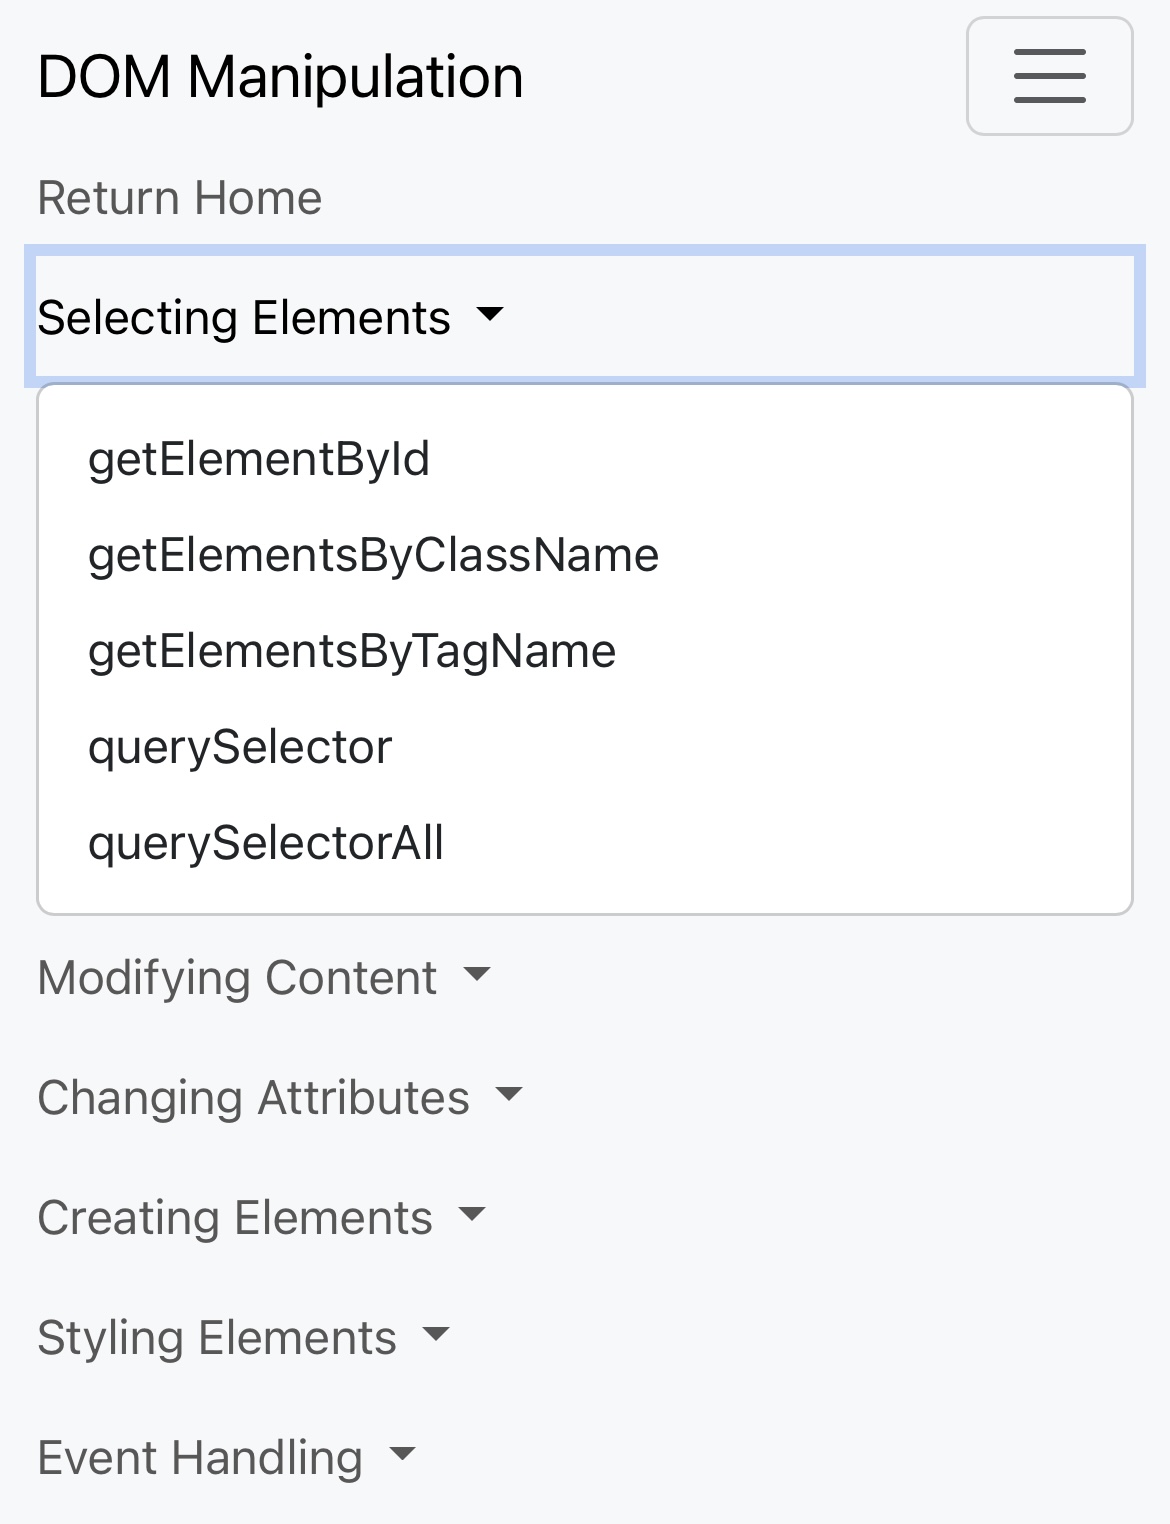 DOM Manipulation
Return Home
Selecting Elements
getElementById
getElementsByClassName
getElementsByTagName
querySelector
querySelectorAll
Modifying Content
Changing Attributes
Creating Elements
Styling Elements
Event Handling